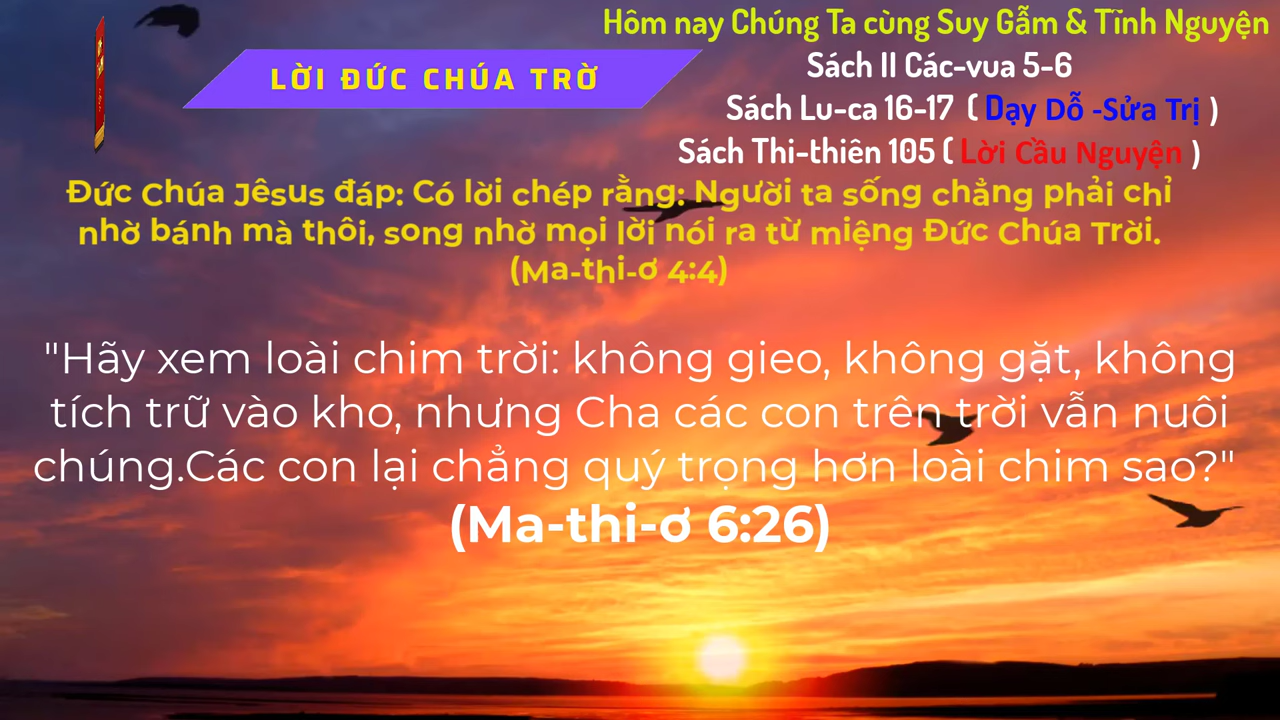 Hôm nay Chúng Ta cùng Suy Gẫm & Tĩnh Nguyện
LỜI ĐỨC CHÚA TRỜ
Sách II Các-vua 5-6
Sách Lu-ca 16-17 ( Dạy Dỗ -Sửa Trị )
Sách Thi-thiên 105 ( Lời Cầu Nguyện )
Đức Chúa Jêsus đáp: Có lời chép rằng: Người ta sống chẳng phải chỉ
nhờ bánh mà thôi, song nhờ mọi lời nói ra từ miệng Đức Chúa Trời.
(Ma-thi-ơ 4:4)
"Hãy xem loài chim trời: không gieo, không gặt, không
tích trữ vào kho, nhưng Cha các con trên trời vẫn nuôi
chúng.Các con lại chẳng quý trọng hơn loài chim sao?"
(Ma-thi-ơ 6:26)